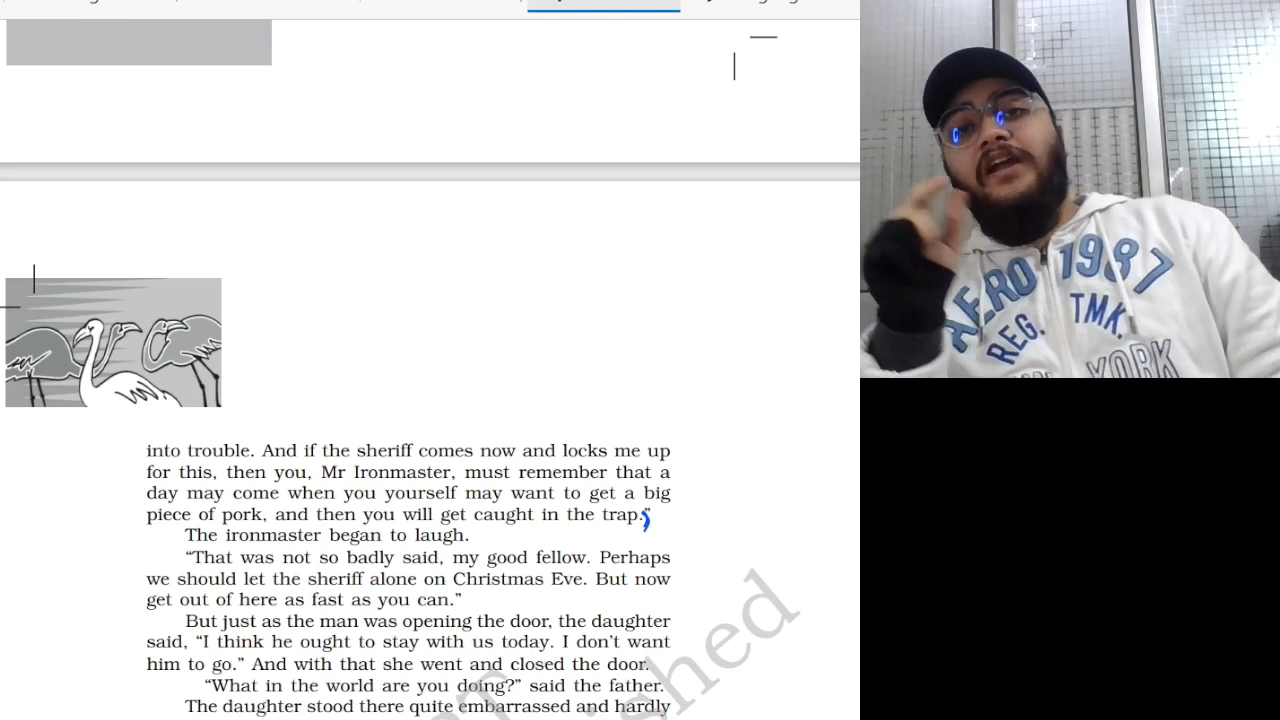 into trouble. And if the sheriff comes now and locks me up
for this, then you, Mr Ironmaster, must remember that a
day may come when you yourself may want to get a big
piece of pork, and then you will get caught in the trap.”
The ironmaster began to laugh.
“That was not so badly said, my good fellow. Perhaps
we should let the sheriff alone on Christmas Eve. But now
get out of here as fast as you can.”
But just as the man was opening the door, the daughter
said, “I think he ought to stay with us today. I don’t want
him to go.” And with that she went and closed the door.
“What in the world are you doing?” said the father.
The daughter stood there quite embarrassed and hardly
AERO 1987
REG. TMK.
YORK